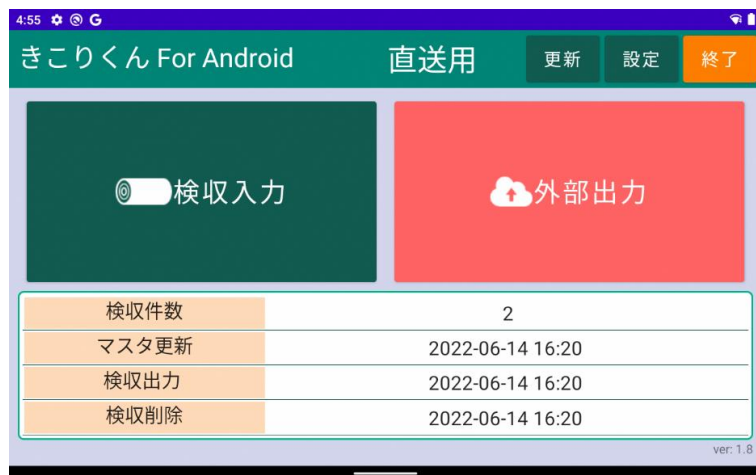 4:55 G
きこりくん For Android 直送用 更新 設定 終了
検収入力 外部出力
検収件数 2
マスタ更新 2022-06-14 16:20
検収出力 2022-06-14 16:20
検収削除 2022-06-14 16:20
ver: 1.8